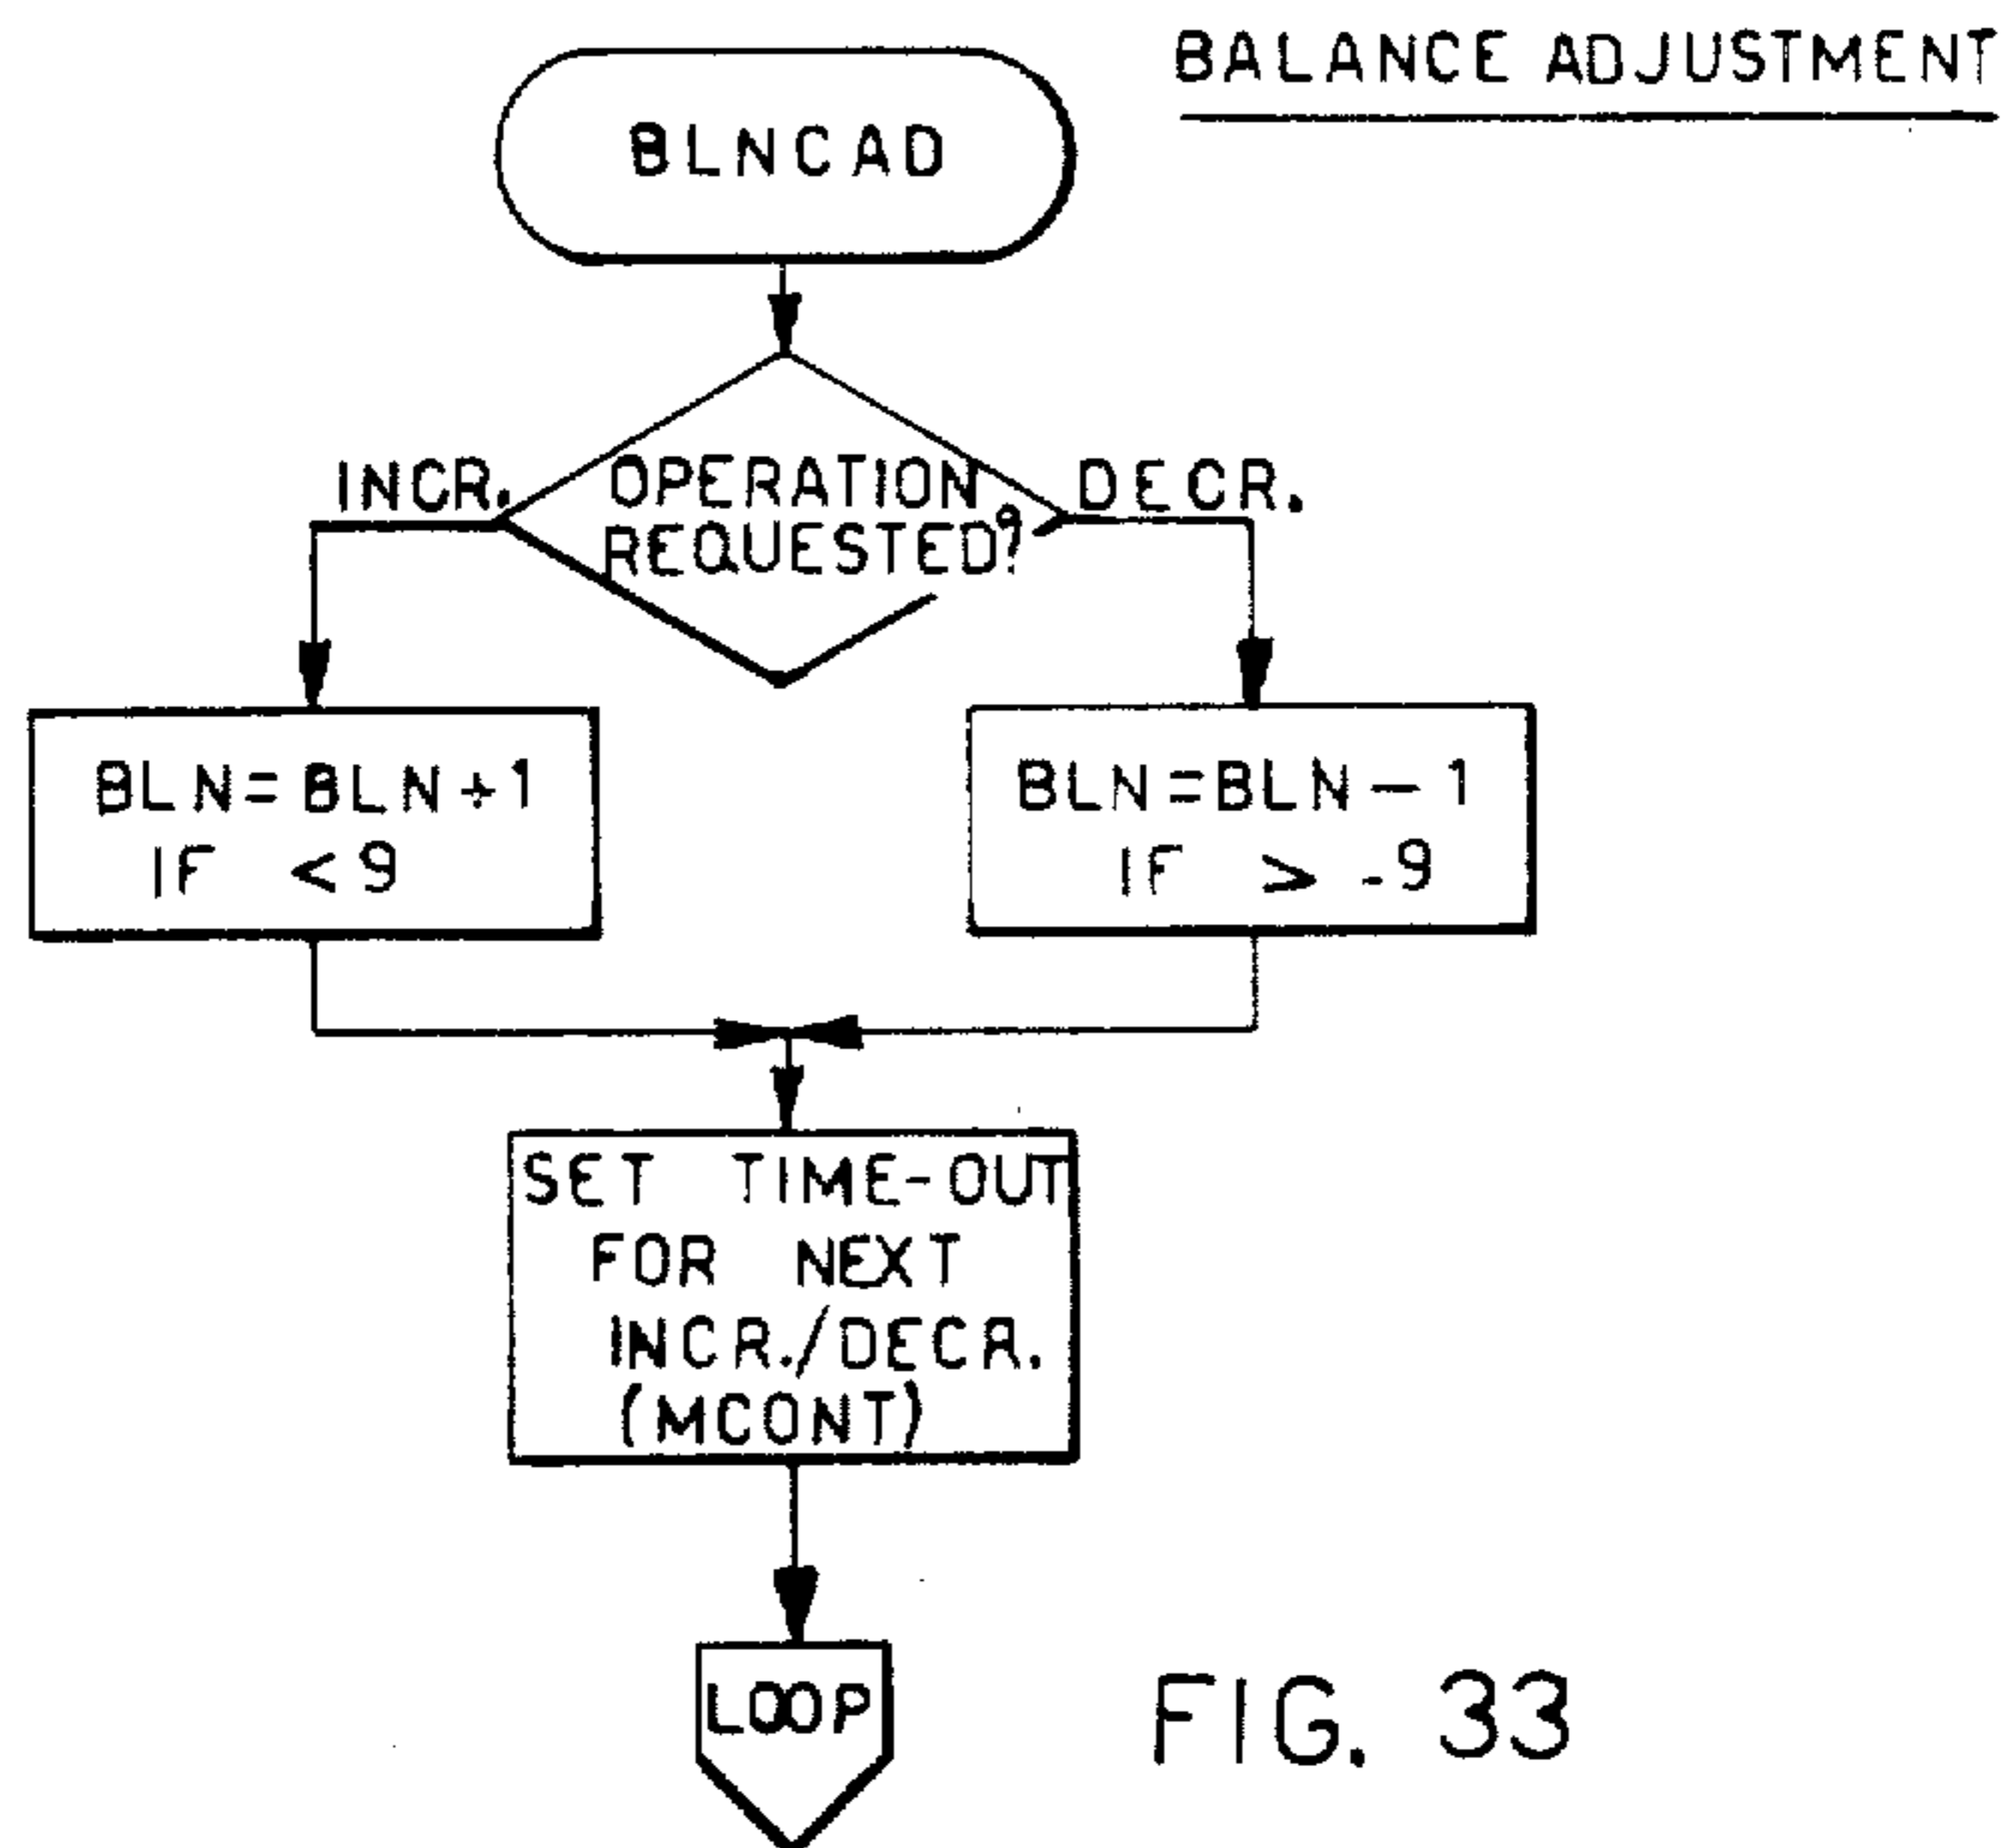 BALANCE ADJUSTMENT
BLNCAD
OPERATION
REQUESTED?
INCR.
DECR.
BLN=BLN+1
IF <9
BLN=BLN-1
IF > -9
SET TIME-OUT
FOR NEXT
INCR./DECR.
(MCONT)
LOOP
FIG. 33